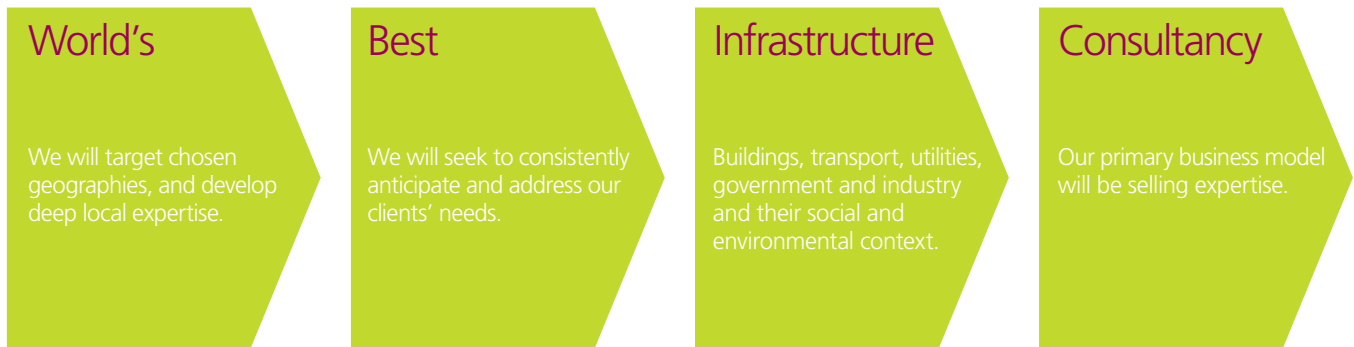 World's
We will target chosen
geographies, and develop
deep local expertise.
Best
We will seek to consistently
anticipate and address our
clients’ needs.
Infrastructure
Buildings, transport, utilities,
government and industry
and their social and
environmental context.
Consultancy
Our primary business model
will be selling expertise.